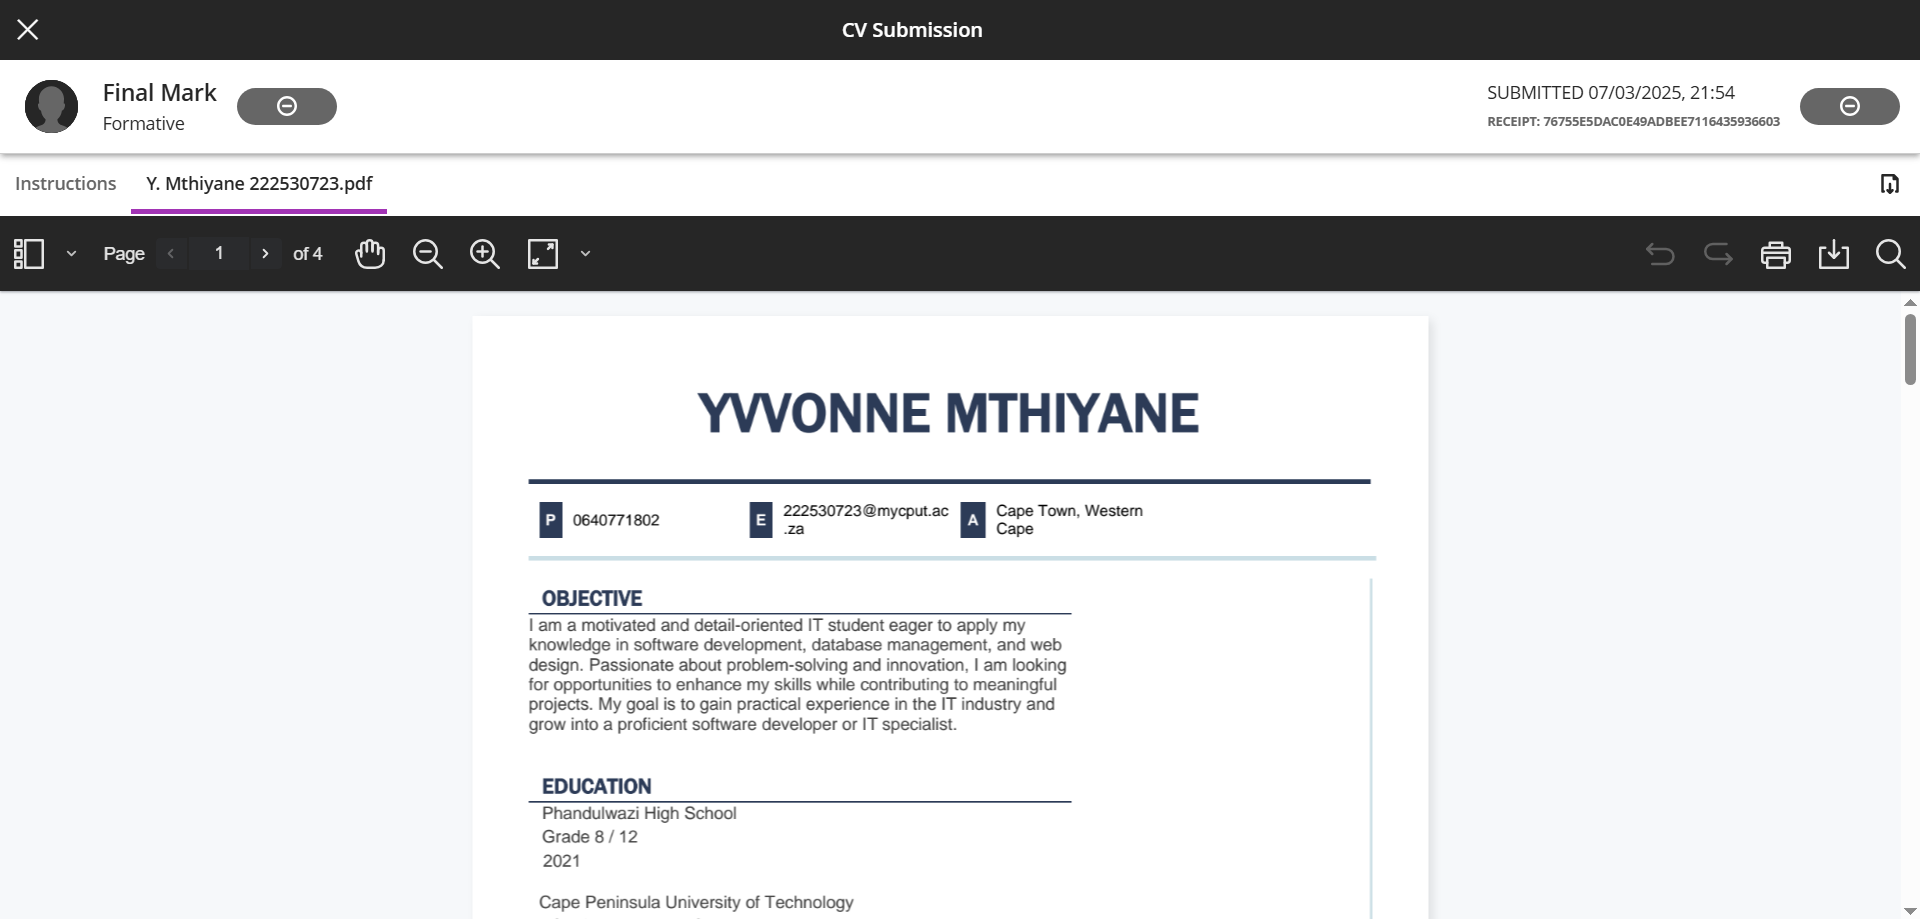 CV Submission
Final Mark
Formative
SUBMITTED 07/03/2025, 21:54
RECEIPT: 76755E5DAC0E49ADBEE7116435936603
Instructions
Y. Mthiyane 222530723.pdf
Page 1 of 4
YVVONNE MTHIYANE
P 0640771802
E 222530723@mycput.ac
.za
A Cape Town, Western
Cape
OBJECTIVE
I am a motivated and detail-oriented IT student eager to apply my
knowledge in software development, database management, and web
design. Passionate about problem-solving and innovation, I am looking
for opportunities to enhance my skills while contributing to meaningful
projects. My goal is to gain practical experience in the IT industry and
grow into a proficient software developer or IT specialist.
EDUCATION
Phandulwazi High School
Grade 8 / 12
2021
Cape Peninsula University of Technology